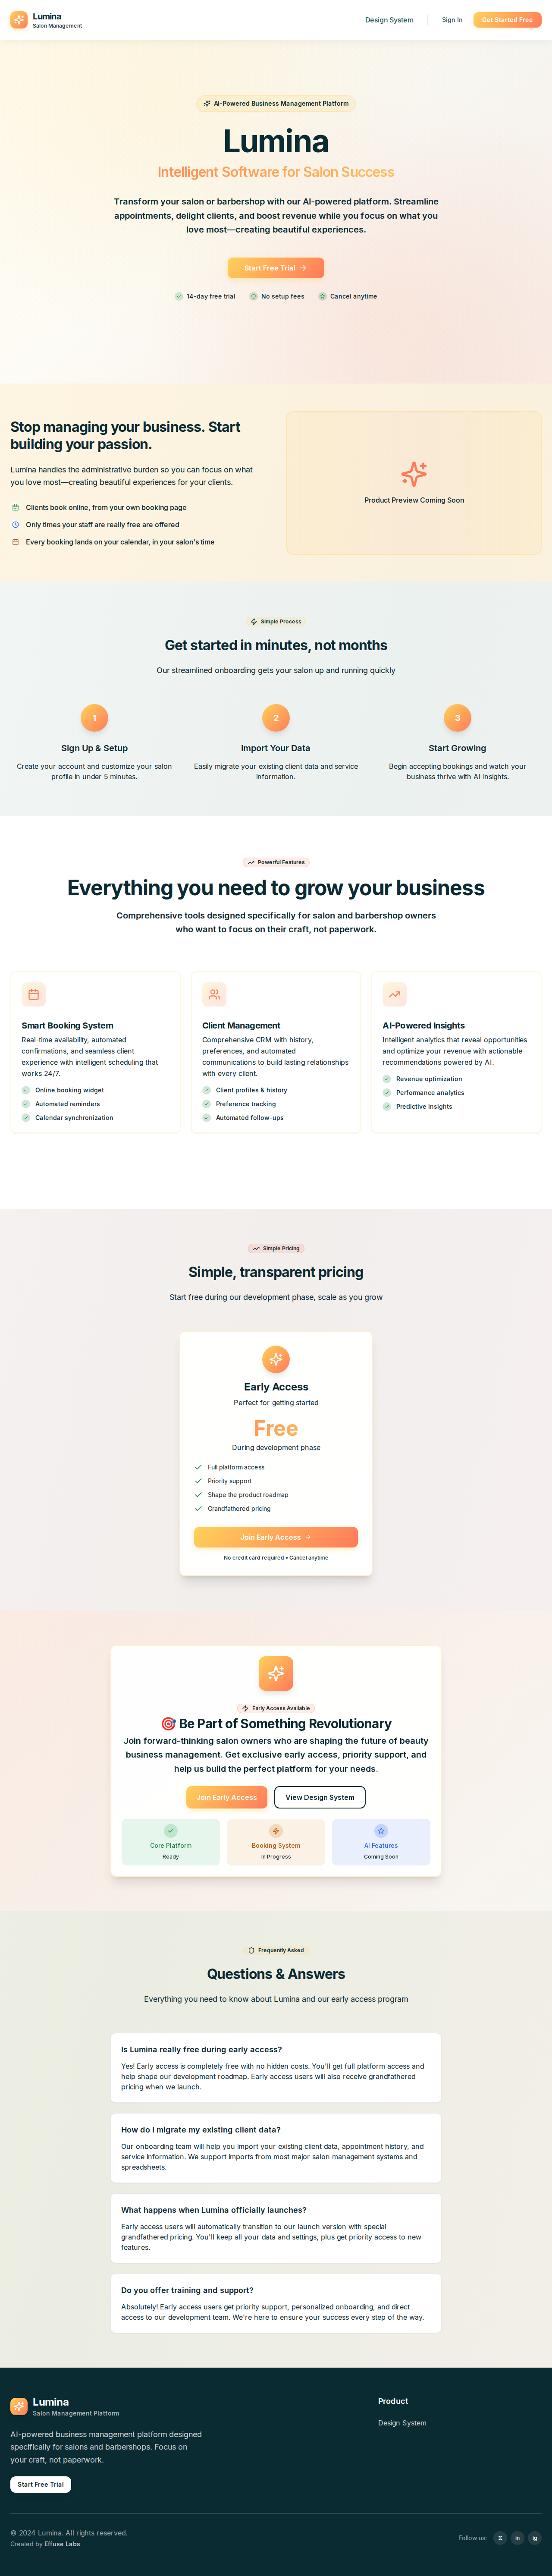 Lumina
Salon Management
Design System
Sign In
Get Started Free
AI-Powered Business Management Platform
Lumina
Intelligent Software for Salon Success
Transform your salon or barbershop with our AI-powered platform. Streamline
appointments, delight clients, and boost revenue while you focus on what you
love most—creating beautiful experiences.
Start Free Trial
14-day free trial
No setup fees
Cancel anytime
Stop managing your business. Start
building your passion.
Lumina handles the administrative burden so you can focus on what
you love most—creating beautiful experiences for your clients.
Clients book online, from your own booking page
Only times your staff are really free are offered
Every booking lands on your calendar, in your salon's time
Product Preview Coming Soon
Simple Process
Get started in minutes, not months
Our streamlined onboarding gets your salon up and running quickly
1
Sign Up & Setup
Create your account and customize your salon
profile in under 5 minutes.
2
Import Your Data
Easily migrate your existing client data and service
information.
3
Start Growing
Begin accepting bookings and watch your
business thrive with AI insights.
Powerful Features
Everything you need to grow your business
Comprehensive tools designed specifically for salon and barbershop owners
who want to focus on their craft, not paperwork.
Smart Booking System
Real-time availability, automated
confirmations, and seamless client
experience with intelligent scheduling that
works 24/7.
Online booking widget
Automated reminders
Calendar synchronization
Client Management
Comprehensive CRM with history,
preferences, and automated
communications to build lasting relationships
with every client.
Client profiles & history
Preference tracking
Automated follow-ups
AI-Powered Insights
Intelligent analytics that reveal opportunities
and optimize your revenue with actionable
recommendations powered by AI.
Revenue optimization
Performance analytics
Predictive insights
Simple Pricing
Simple, transparent pricing
Start free during our development phase, scale as you grow
Early Access
Perfect for getting started
Free
During development phase
Full platform access
Priority support
Shape the product roadmap
Grandfathered pricing
Join Early Access
No credit card required • Cancel anytime
Early Access Available
🎯 Be Part of Something Revolutionary
Join forward-thinking salon owners who are shaping the future of beauty
business management. Get exclusive early access, priority support, and
help us build the perfect platform for your needs.
Join Early Access
View Design System
Core Platform
Ready
Booking System
In Progress
AI Features
Coming Soon
Frequently Asked
Questions & Answers
Everything you need to know about Lumina and our early access program
Is Lumina really free during early access?
Yes! Early access is completely free with no hidden costs. You'll get full platform access and
help shape our development roadmap. Early access users will also receive grandfathered
pricing when we launch.
How do I migrate my existing client data?
Our onboarding team will help you import your existing client data, appointment history, and
service information. We support imports from most major salon management systems and
spreadsheets.
What happens when Lumina officially launches?
Early access users will automatically transition to our launch version with special
grandfathered pricing. You'll keep all your data and settings, plus get priority access to new
features.
Do you offer training and support?
Absolutely! Early access users get priority support, personalized onboarding, and direct
access to our development team. We're here to ensure your success every step of the way.
Lumina
Salon Management Platform
AI-powered business management platform designed
specifically for salons and barbershops. Focus on
your craft, not paperwork.
Start Free Trial
Product
Design System
© 2024 Lumina. All rights reserved.
Created by Effuse Labs
Follow us:
in
ig